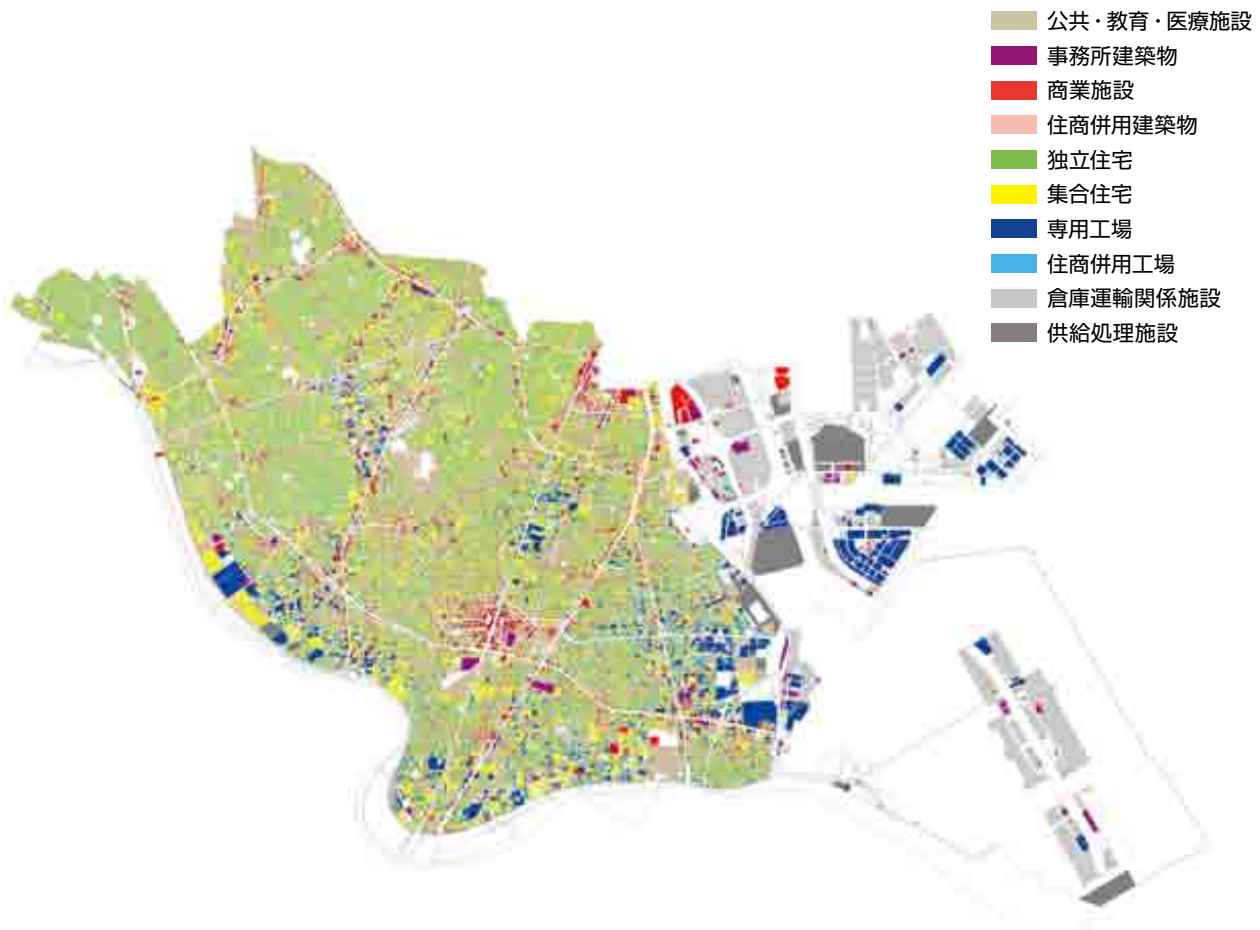 公共・教育・医療施設
事務所建築物
商業施設
住商併用建築物
独立住宅
集合住宅
専用工場
住商併用工場
倉庫運輸関係施設
供給処理施設